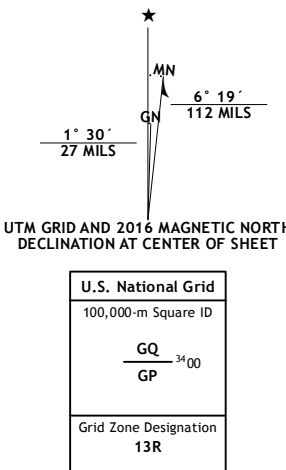 ★
MN
GN
6° 19´
112 MILS
1° 30´
27 MILS
UTM GRID AND 2016 MAGNETIC NORTH
DECLINATION AT CENTER OF SHEET
U.S. National Grid
100,000-m Square ID
GQ
3400
GP
Grid Zone Designation
13R